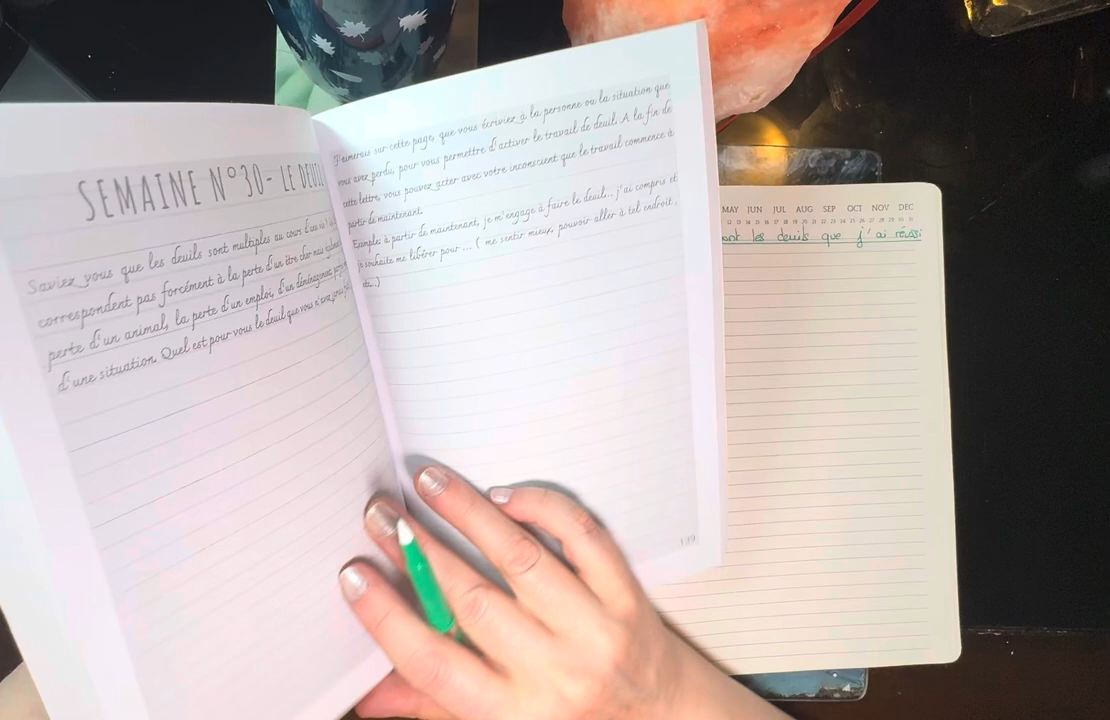 SEMAINE N°30- LE DEUIL
Saviez vous que les deuils sont multiples au cours d'une vie?
correspondent pas forcément à la perte d'un être cher mais
perte d'un animal, la perte d'un emploi, d'un déménagement,
d'une situation. Quel est pour vous le deuil que vous n'avez
J'aimerais sur cette page, que vous écriviez à la personne ou la situation que
vous avez perdu, pour vous permettre d'activer le travail de deuil. A la fin de
cette lettre, vous pouvez acter avec votre inconscient que le travail commence à
partir de maintenant.
Exemple: à partir de maintenant, je m'engage à faire le deuil... j'ai compris et
je souhaite me libérer pour ... ( me sentir mieux, pouvoir aller à tel endroit ,
etc...)
139
MAY JUN JUL AUG SEP OCT NOV DEC
les deuils que j'ai réussi